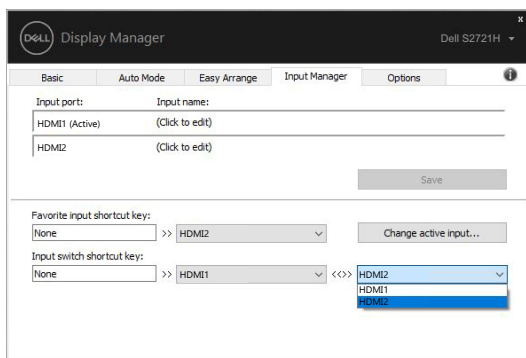 x
DELL Display Manager Dell S2721H
Basic Auto Mode Easy Arrange Input Manager Options i
Input port: Input name:
HDMI1 (Active) (Click to edit)
HDMI2 (Click to edit)
Save
Favorite input shortcut key:
None >> HDMI2 Change active input...
Input switch shortcut key:
None >> HDMI1 <<>> HDMI2
HDMI1
HDMI2